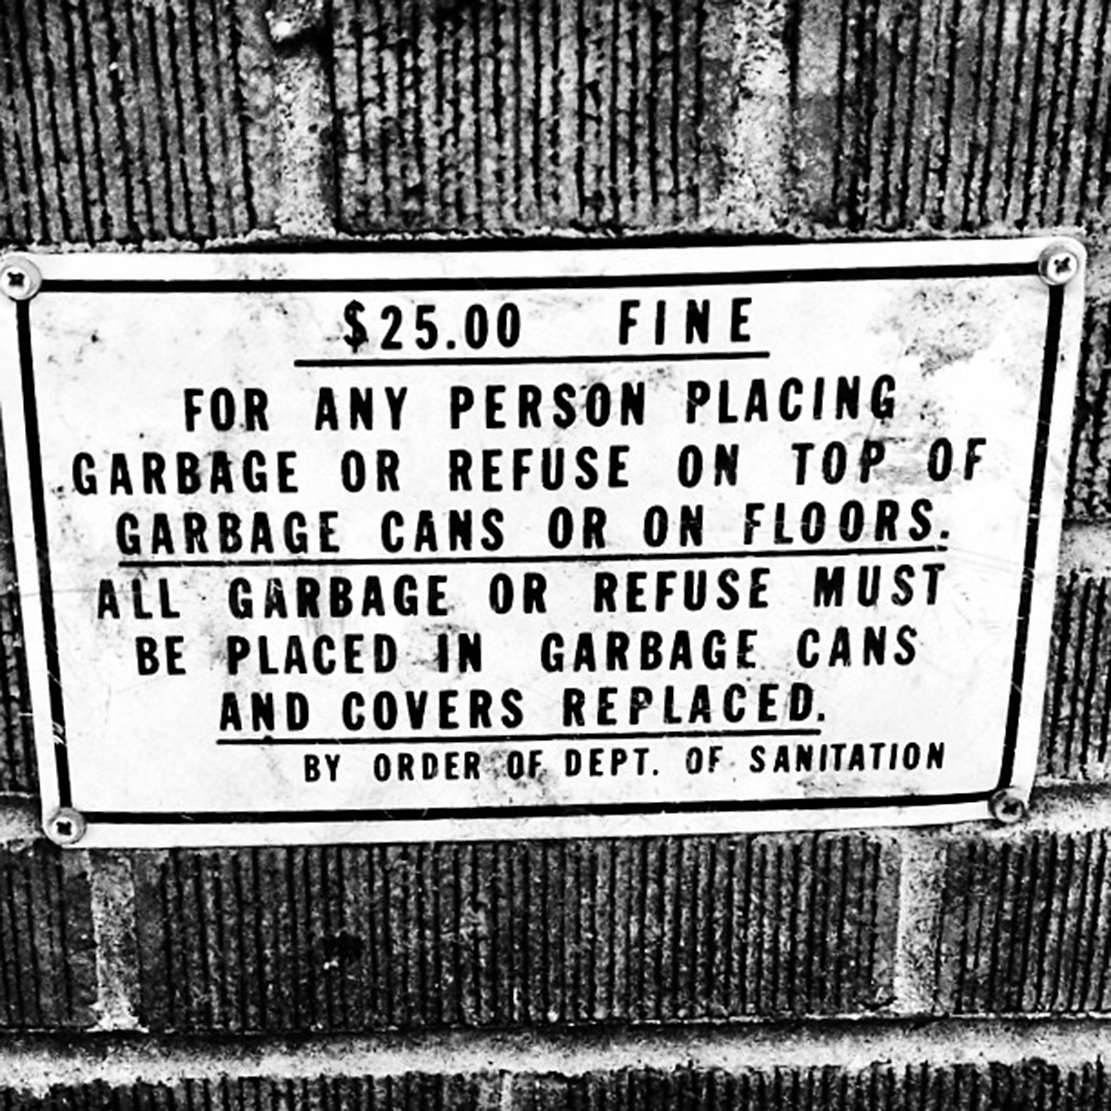 $25.00 FINE
FOR ANY PERSON PLACING
GARBAGE OR REFUSE ON TOP OF
GARBAGE CANS OR ON FLOORS.
ALL GARBAGE OR REFUSE MUST
BE PLACED IN GARBAGE CANS
AND COVERS REPLACED.
BY ORDER OF DEPT. OF SANITATION